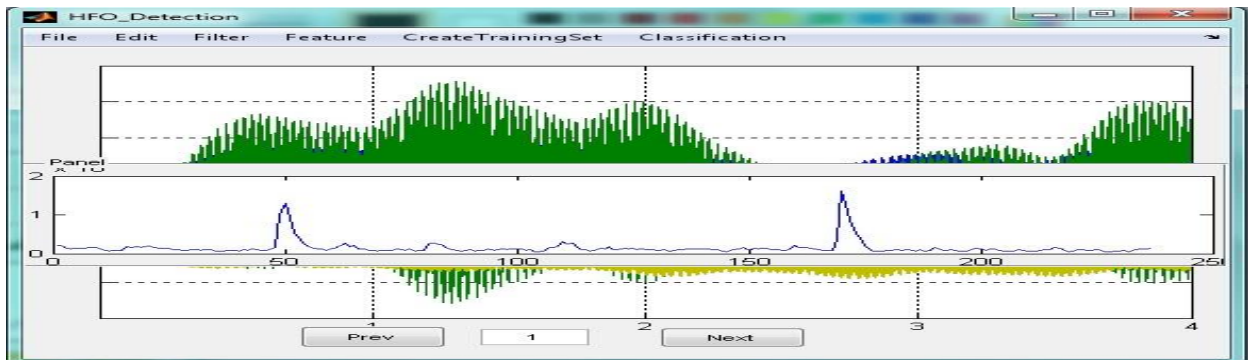 HFO_Detection
File Edit Filter Feature CreateTrainingSet Classification
Panel
2
1
0
0 50 100 150 200
1 2 3 4
Prev 1 Next